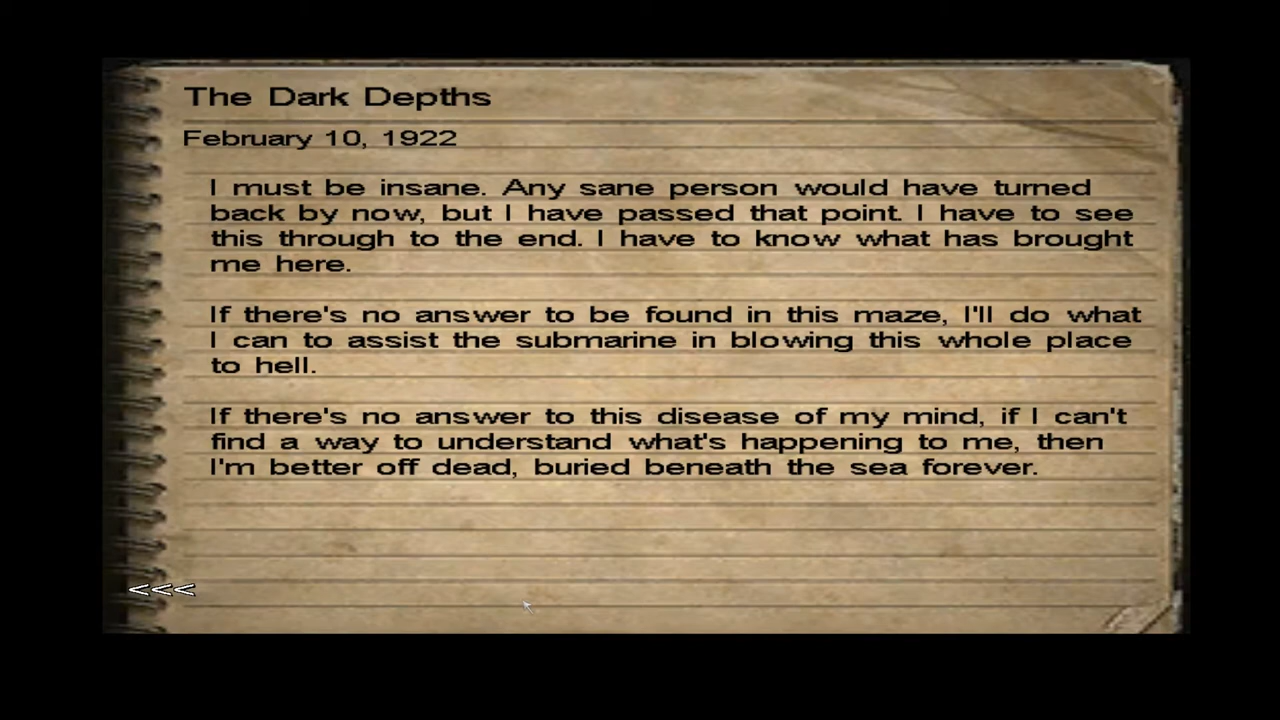 The Dark Depths
February 10, 1922
I must be insane. Any sane person would have turned
back by now, but I have passed that point. I have to see
this through to the end. I have to know what has brought
me here.
If there's no answer to be found in this maze, I'll do what
I can to assist the submarine in blowing this whole place
to hell.
If there's no answer to this disease of my mind, if I can't
find a way to understand what's happening to me, then
I'm better off dead, buried beneath the sea forever.
<<<